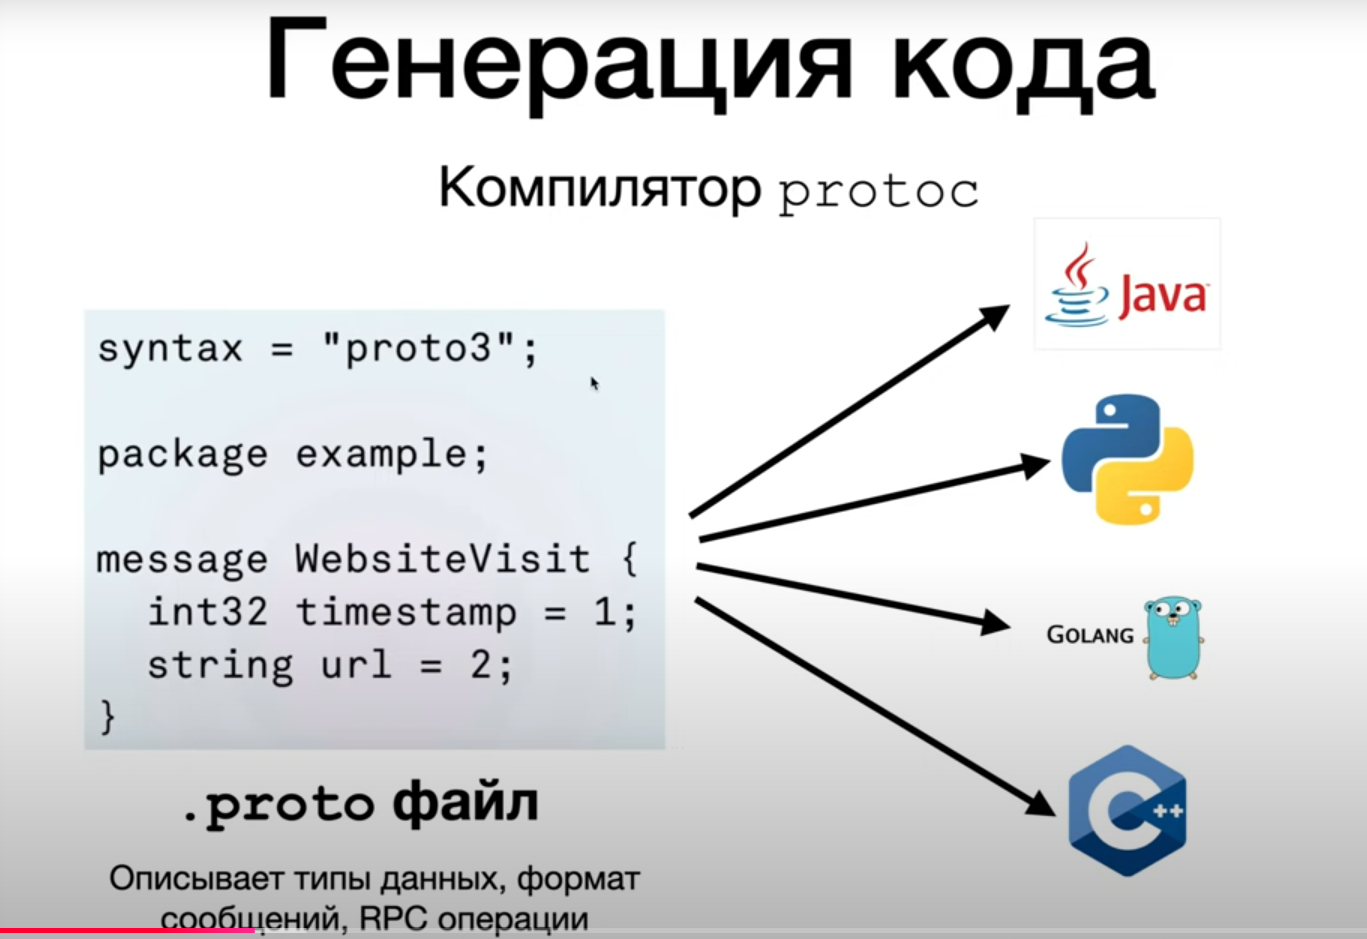 Генерация кода
Компилятор protoc
Java
syntax = "proto3";
package example;
message WebsiteVisit {
int32 timestamp = 1;
string url = 2;
}
GOLANG
C++
.proto файл
Описывает типы данных, формат
сообщений, RPC операции